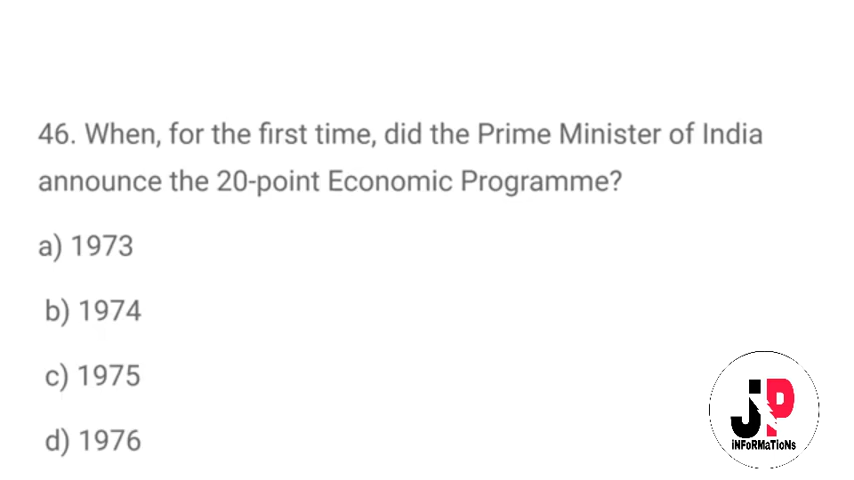 46. When, for the first time, did the Prime Minister of India
announce the 20-point Economic Programme?
a) 1973
b) 1974
c) 1975
d) 1976
JP
iNFoRMaTioNs